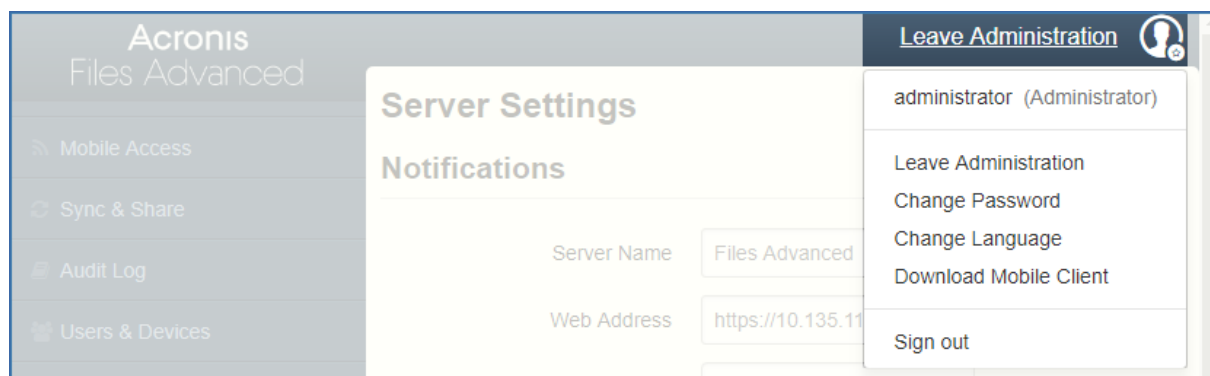 Acronis
Files Advanced
Leave Administration
Mobile Access
Sync & Share
Audit Log
Users & Devices
Server Settings
Notifications
Server Name
Files Advanced
Web Address
https://10.135.11
administrator (Administrator)
Leave Administration
Change Password
Change Language
Download Mobile Client
Sign out